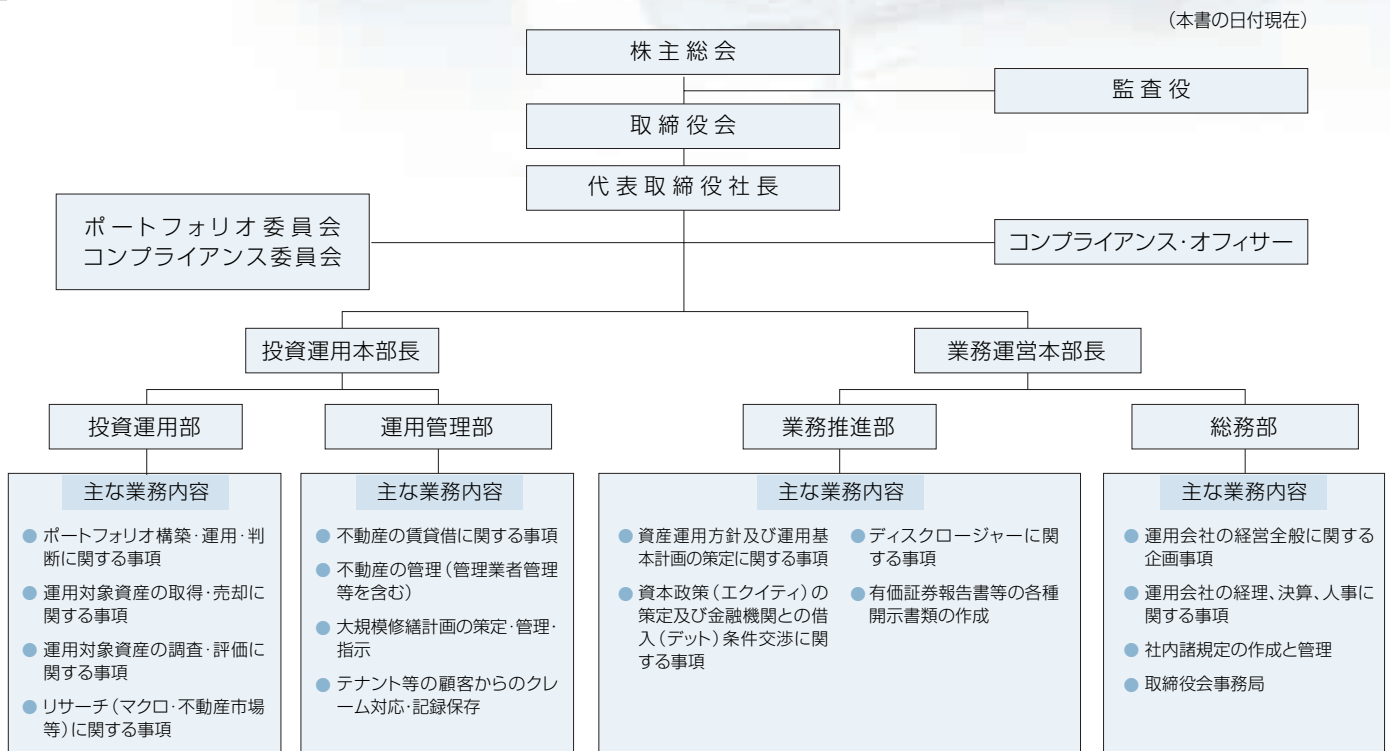 （本書の日付現在）
株主総会
監査役
取締役会
代表取締役社長
ポートフォリオ委員会
コンプライアンス委員会
コンプライアンス・オフィサー
投資運用本部長
業務運営本部長
投資運用部
運用管理部
業務推進部
総務部
主な業務内容
●ポートフォリオ構築・運用・判
断に関する事項
●運用対象資産の取得・売却に
関する事項
●運用対象資産の調査・評価に
関する事項
●リサーチ（マクロ・不動産市場
等）に関する事項
主な業務内容
●不動産の賃貸借に関する事項
●不動産の管理（管理業者管理
等を含む）
●大規模修繕計画の策定・管理・
指示
●テナント等の顧客からのクレ
ーム対応・記録保存
主な業務内容
●資産運用方針及び運用基
本計画の策定に関する事項
●資本政策（エクイティ）の
策定及び金融機関との借
入（デット）条件交渉に関
する事項
●ディスクロージャーに関
する事項
●有価証券報告書等の各種
開示書類の作成
主な業務内容
●運用会社の経営全般に関する
企画事項
●運用会社の経理、決算、人事に
関する事項
●社内諸規定の作成と管理
●取締役会事務局